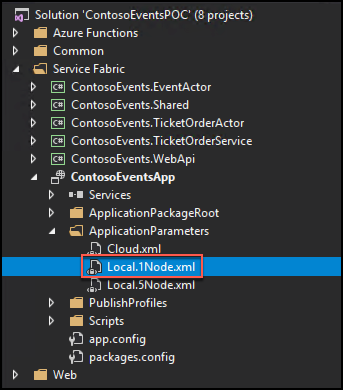 Solution 'ContosoEventsPOC' (8 projects)
Azure Functions
Common
Service Fabric
C# ContosoEvents.EventActor
C# ContosoEvents.Shared
C# ContosoEvents.TicketOrderActor
C# ContosoEvents.TicketOrderService
C# ContosoEvents.WebApi
ContosoEventsApp
Services
ApplicationPackageRoot
ApplicationParameters
Cloud.xml
Local.1Node.xml
Local.5Node.xml
PublishProfiles
Scripts
app.config
packages.config
Web